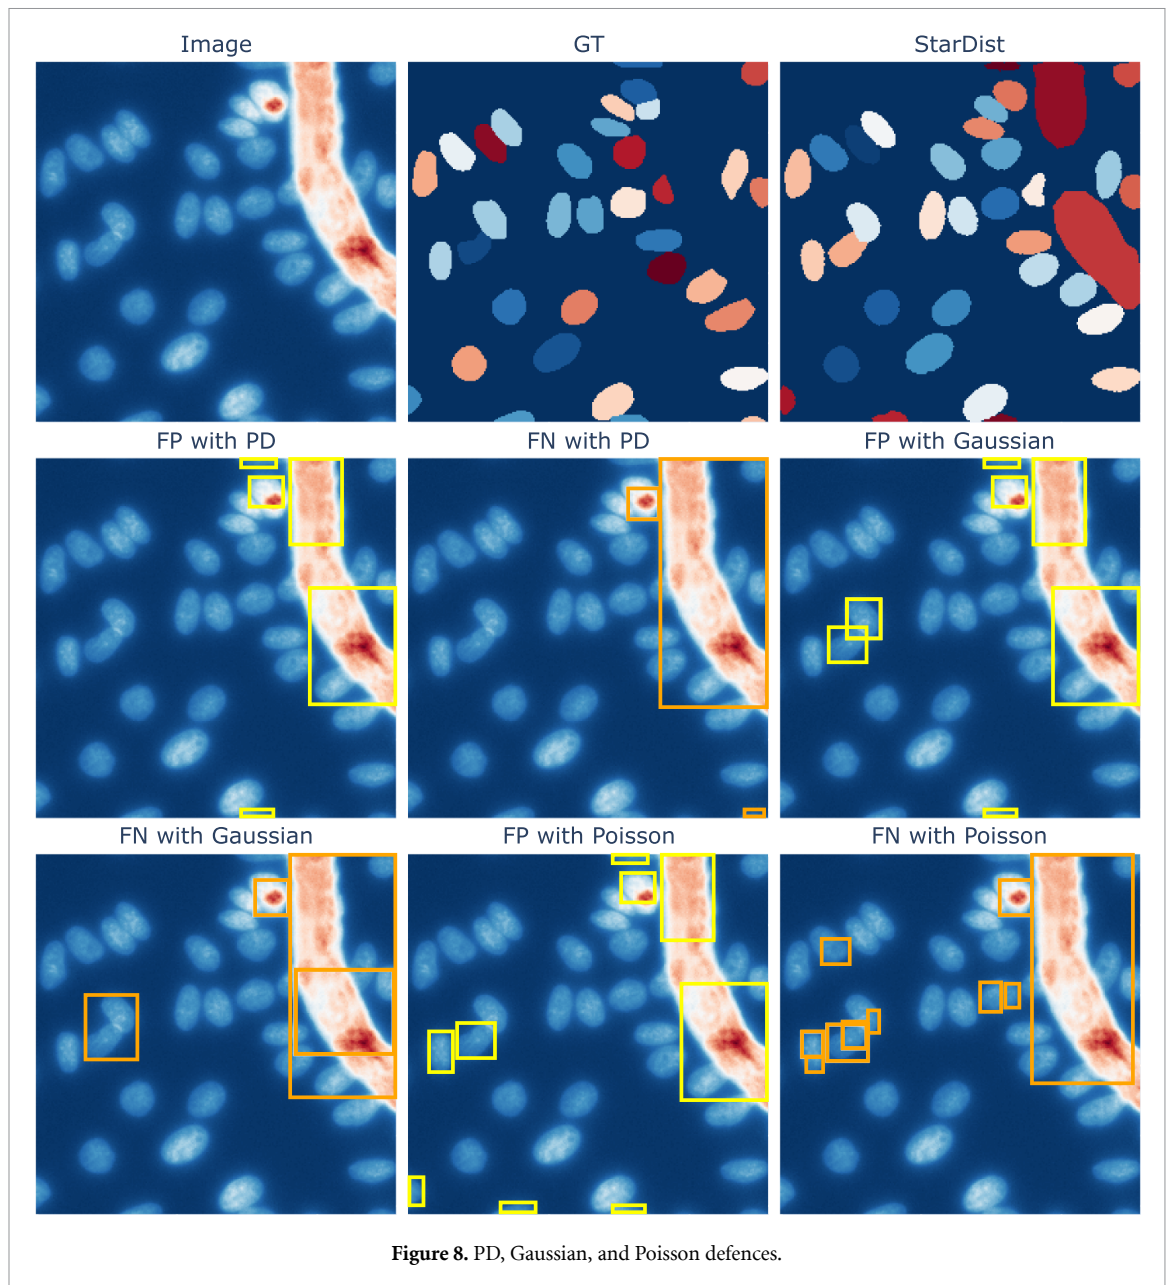 Image
GT
StarDist
FP with PD
FN with PD
FP with Gaussian
FN with Gaussian
FP with Poisson
FN with Poisson
Figure 8. PD, Gaussian, and Poisson defences.